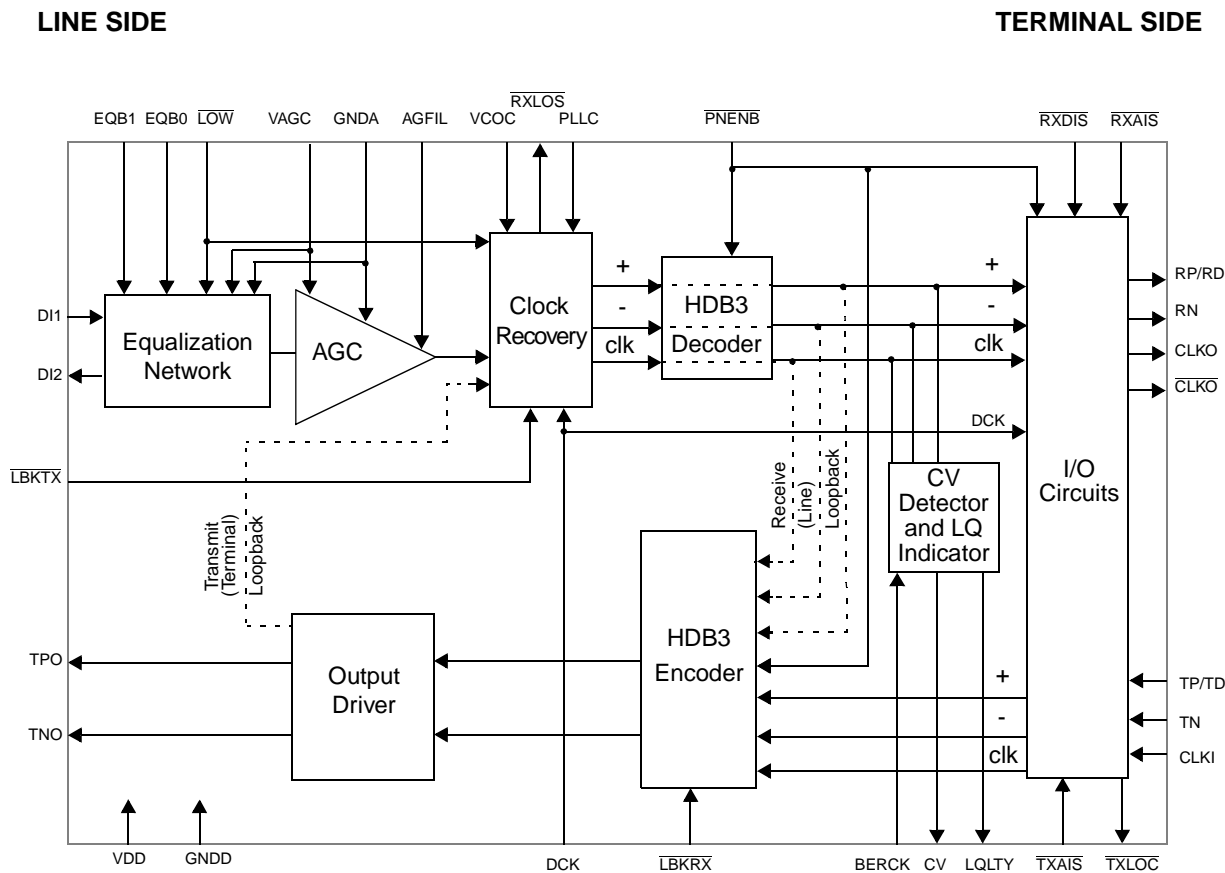 LINE SIDE
TERMINAL SIDE
EQB1 EQB0 LOW VAGC GNDA AGFIL VCOC RXLOS PLLC PNENB RXDIS RXAIS
DI1
DI2
Equalization
Network
AGC
Clock
Recovery
+
-
clk
HDB3
Decoder
+
-
clk
DCK
RP/RD
RN
CLKO
CLKO
LBKTX
I/O
Circuits
CV
Detector
and LQ
Indicator
Receive
(Line)
Loopback
Transmit
(Terminal)
Loopback
HDB3
Encoder
Output
Driver
TPO
TNO
+
-
clk
TP/TD
TN
CLKI
VDD GNDD DCK LBKRX BERCK CV LQLTY TXAIS TXLOC